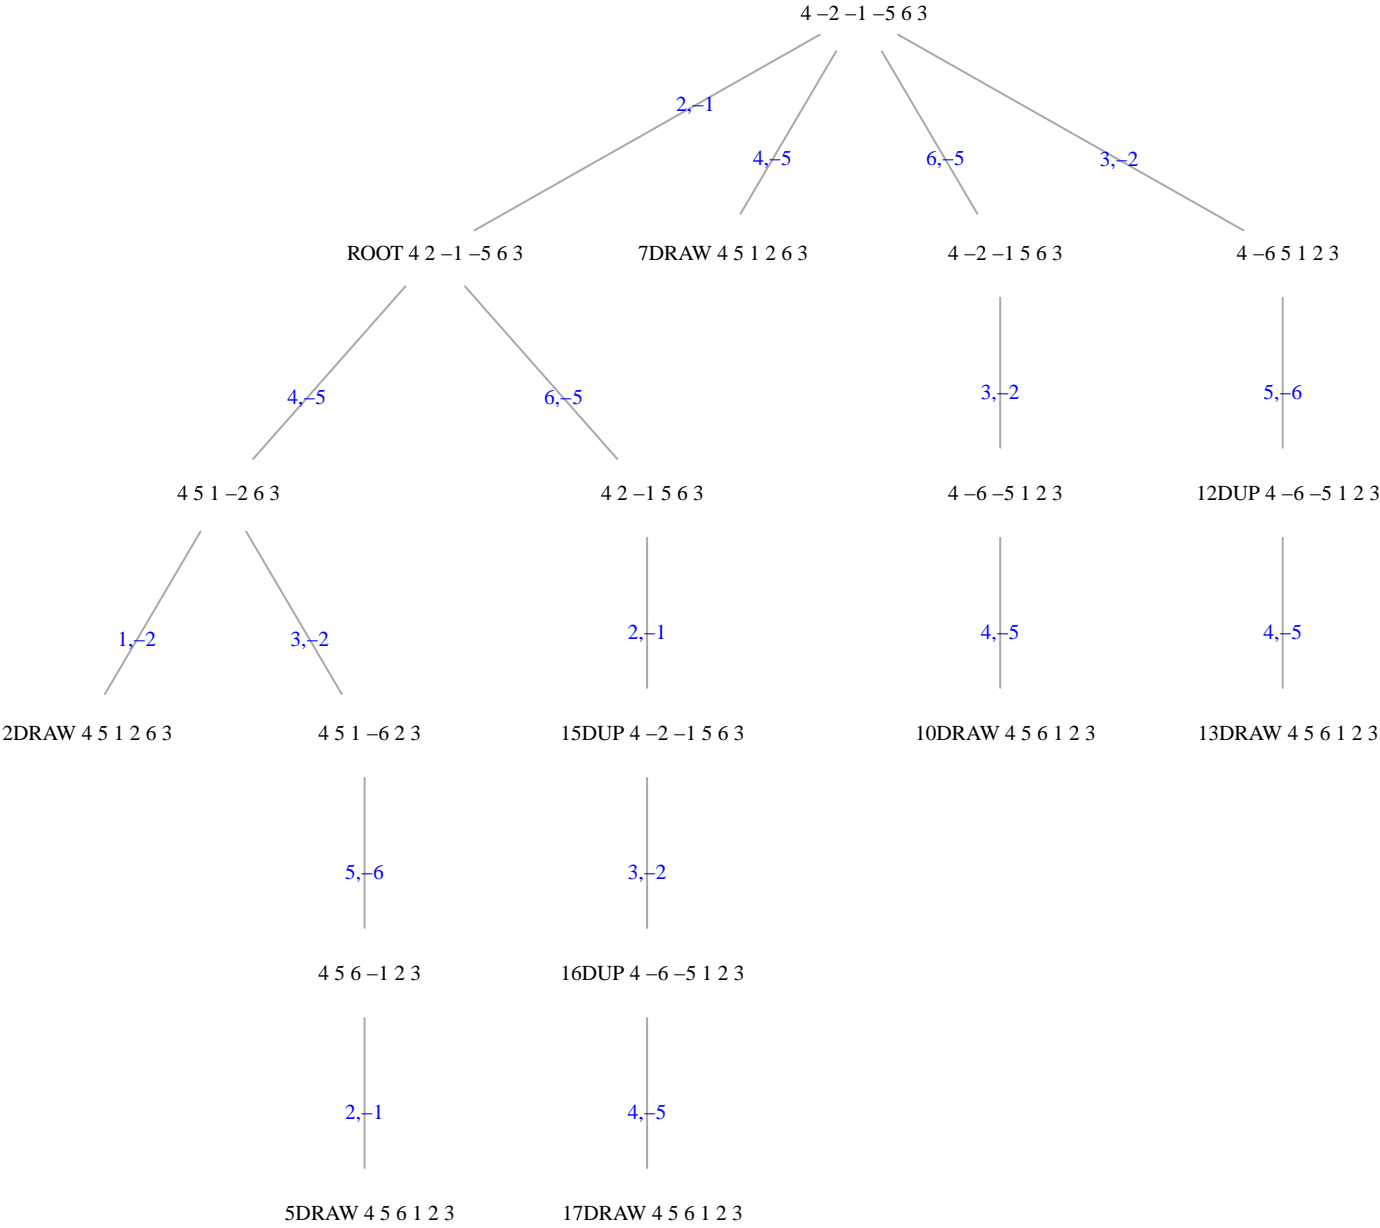 4 –2 –1 –5 6 3
2,–1
4,–5
6,–5
3,–2
ROOT 4 2 –1 –5 6 3
7DRAW 4 5 1 2 6 3
4 –2 –1 5 6 3
4 –6 5 1 2 3
4,–5
6,–5
3,–2
5,–6
4 5 1 –2 6 3
4 2 –1 5 6 3
4 –6 –5 1 2 3
12DUP 4 –6 –5 1 2 3
1,–2
3,–2
2,–1
4,–5
4,–5
2DRAW 4 5 1 2 6 3
4 5 1 –6 2 3
15DUP 4 –2 –1 5 6 3
10DRAW 4 5 6 1 2 3
13DRAW 4 5 6 1 2 3
5,–6
3,–2
4 5 6 –1 2 3
16DUP 4 –6 –5 1 2 3
2,–1
4,–5
5DRAW 4 5 6 1 2 3
17DRAW 4 5 6 1 2 3